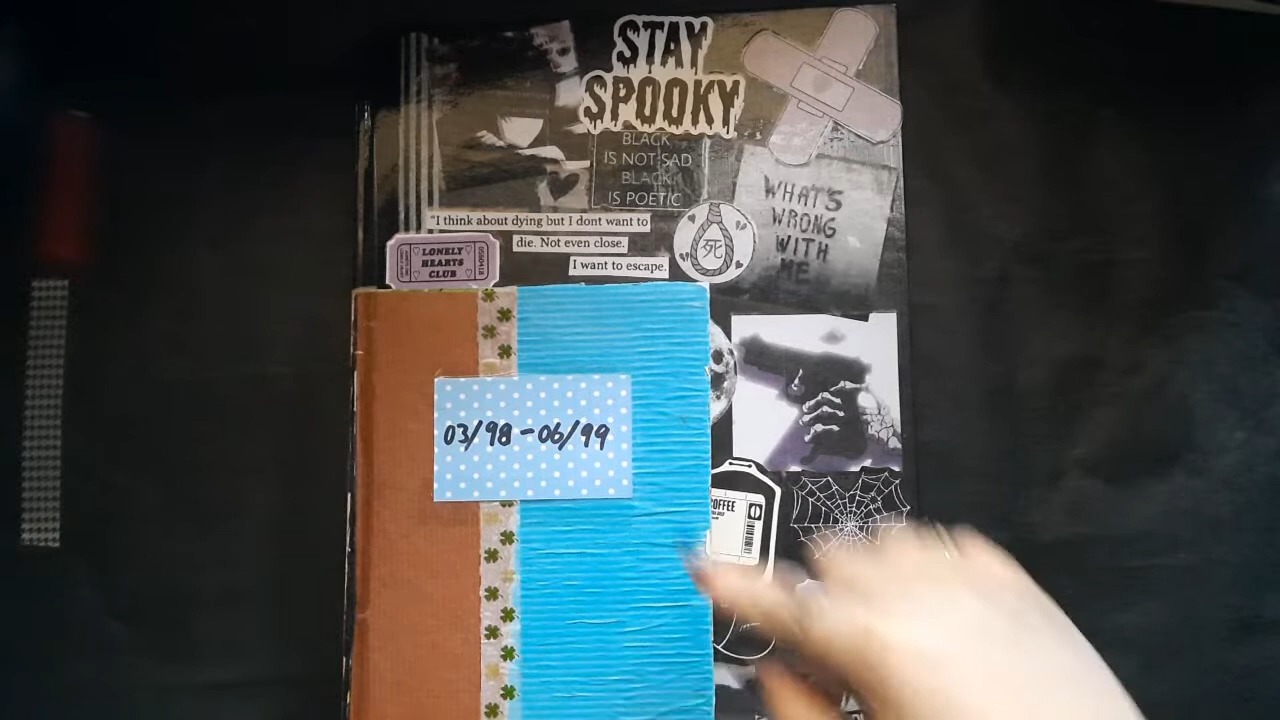 STAY
SPOOKY
BLACK
IS NOT SAD
BLACK
IS POETIC
"I think about dying but I dont want to
die. Not even close.
I want to escape.
死
WHAT'S
WRONG
WITH
ME
LONELY
HEARTS
CLUB
03/98-06/99
COFFEE